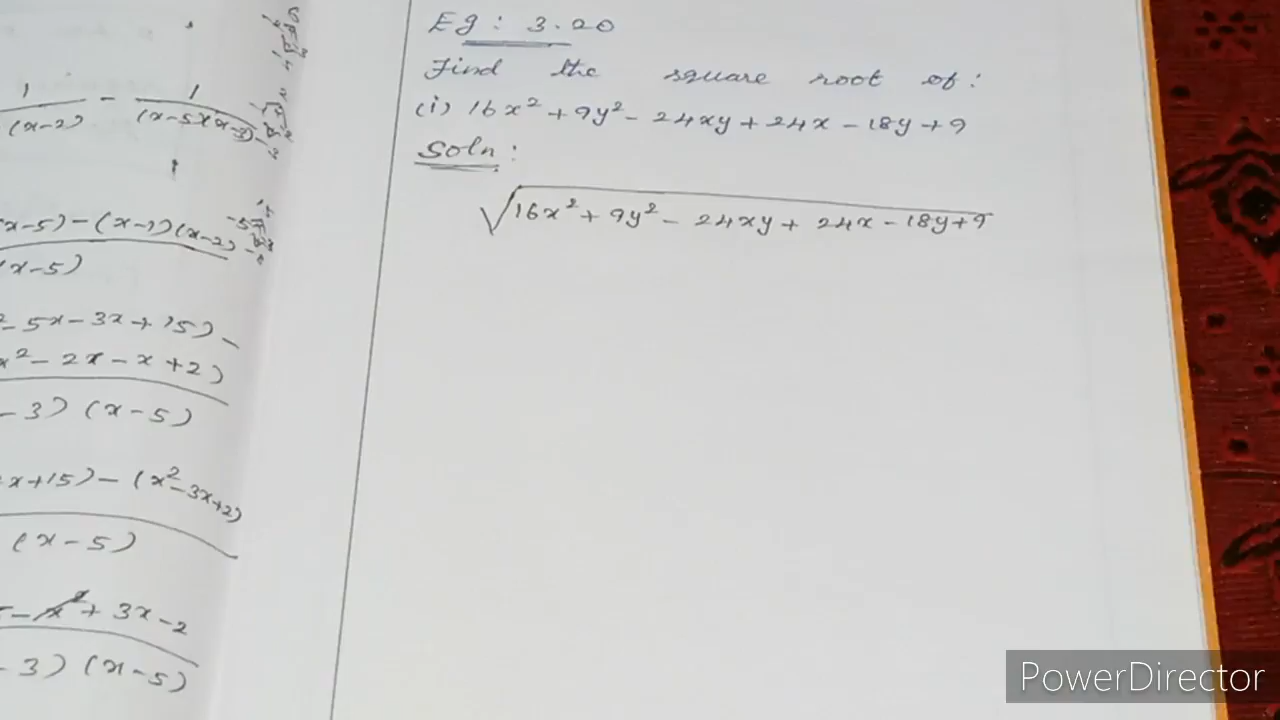 1/(x-2) - 1/(x-5)(x-3)
x-5) - (x-1)(x-2)
(x-5)
- 5x - 3x + 15) -
x² - 2x - x + 2)
- 3) (x-5)
x+15) - (x²-3x+2)
(x-5)
- x² + 3x - 2
- 3) (x-5)
Eg : 3.20
Find the square root of :
(i) 16x² + 9y² - 24xy + 24x - 18y + 9
Soln :
√16x² + 9y² - 24xy + 24x - 18y + 9
PowerDirector